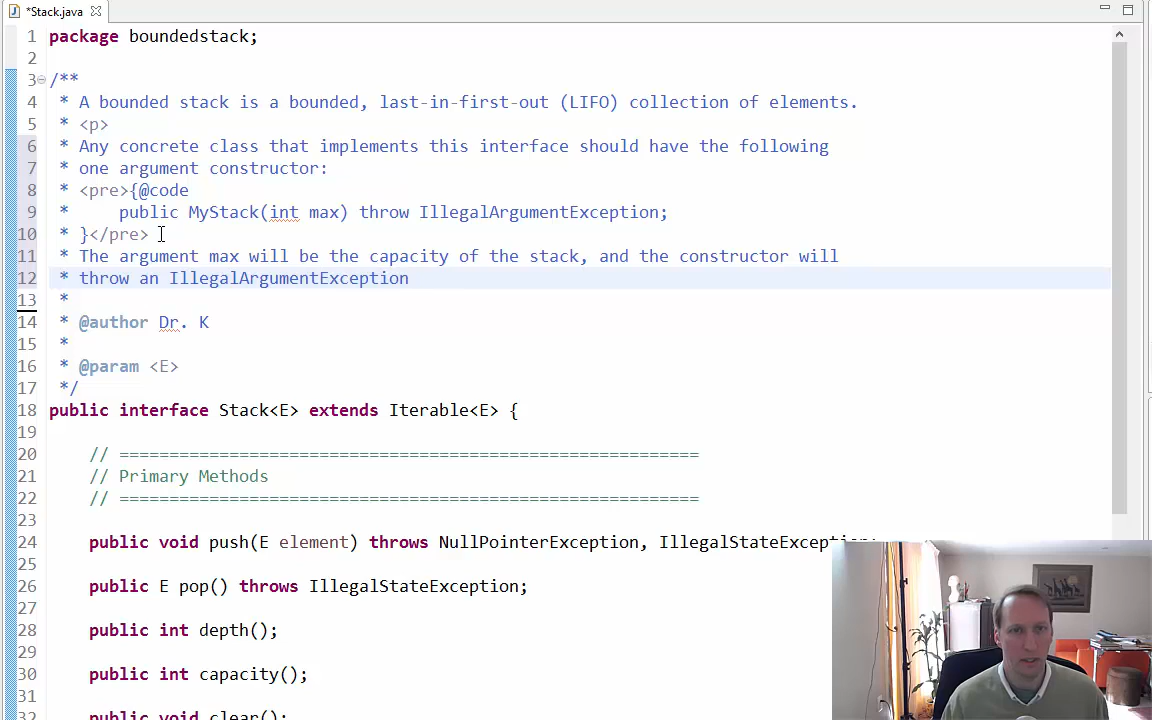 *Stack.java
1 package boundedstack;
2
3 /**
4 * A bounded stack is a bounded, last-in-first-out (LIFO) collection of elements.
5 * <p>
6 * Any concrete class that implements this interface should have the following
7 * one argument constructor:
8 * <pre>{@code
9 *     public MyStack(int max) throw IllegalArgumentException;
10 * }</pre>
11 * The argument max will be the capacity of the stack, and the constructor will
12 * throw an IllegalArgumentException
13 *
14 * @author Dr. K
15 *
16 * @param <E>
17 */
18 public interface Stack<E> extends Iterable<E> {
19
20 // ==========================================================
21 // Primary Methods
22 // ==========================================================
23
24 public void push(E element) throws NullPointerException, IllegalStateException;
25
26 public E pop() throws IllegalStateException;
27
28 public int depth();
29
30 public int capacity();
31
32 public void clear();